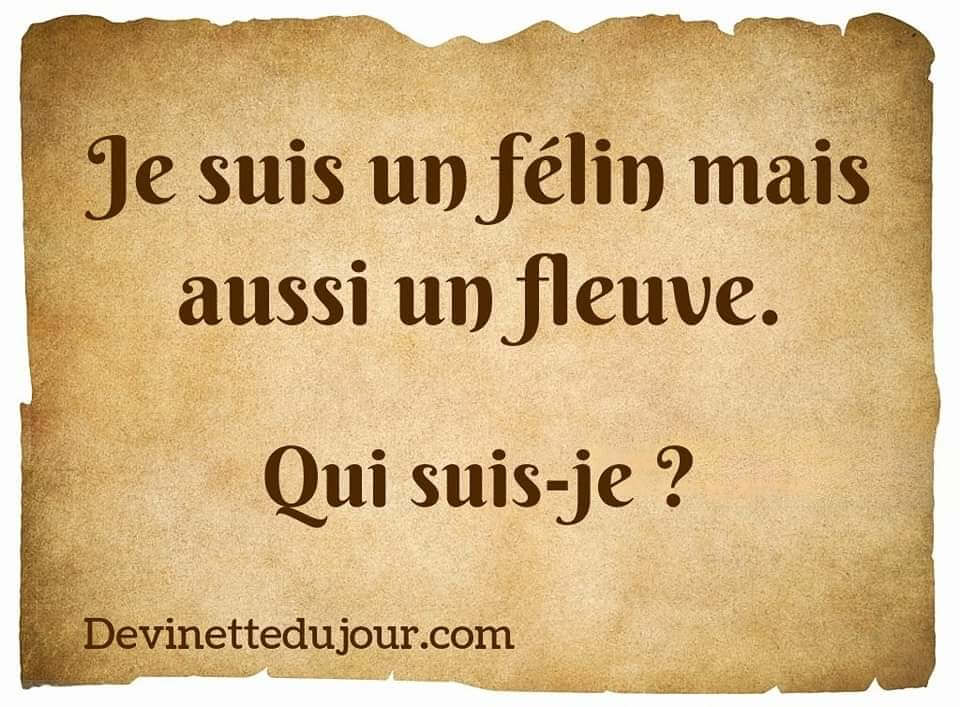 Je suis un félin mais
aussi un fleuve.
Qui suis-je ?
Devinettedujour.com